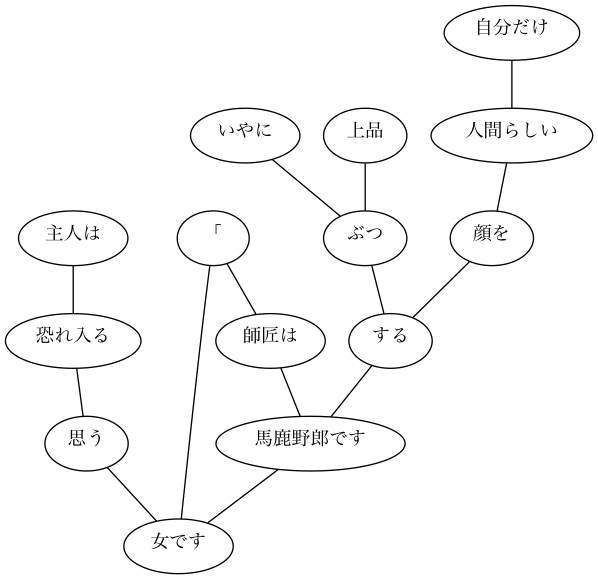 自分だけ
いやに
上品
人間らしい
主人は
「
ぶつ
顔を
恐れ入る
師匠は
する
思う
馬鹿野郎です
女です